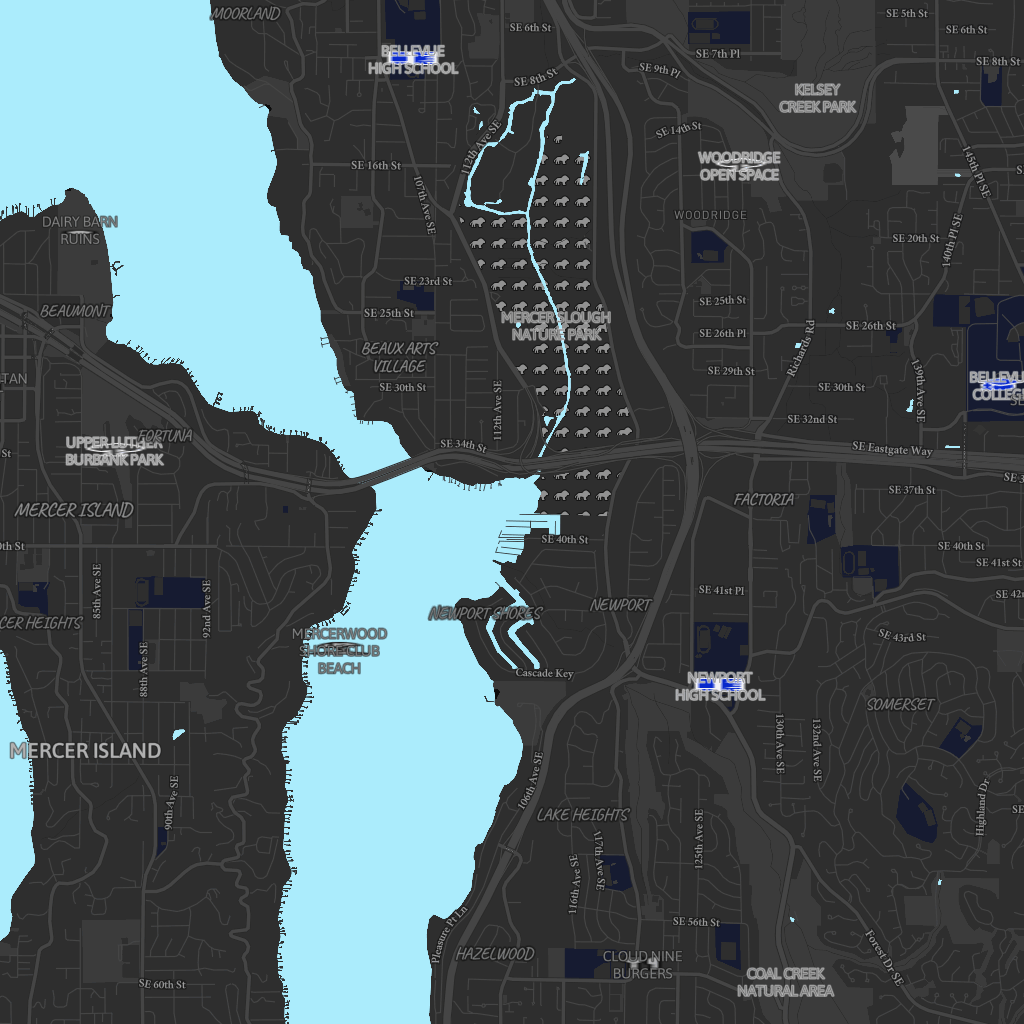 MOORLAND
SE 6th St
SE 5th St
SE 6th St
BELLEVUE
HIGH SCHOOL
SE 7th Pl
SE 8th St
SE 8th St
SE 9th Pl
KELSEY
CREEK PARK
112th Ave SE
SE 14th St
SE 16th St
WOODRIDGE
OPEN SPACE
145th Pl SE
107th Ave SE
WOODRIDGE
DAIRY BARN
RUINS
SE 20th St
140th Pl SE
SE 23rd St
BEAUMONT
SE 25th St
SE 25th St
MERCER SLOUGH
NATURE PARK
SE 26th Pl
SE 26th St
Richards Rd
BEAUX ARTS
VILLAGE
SE 29th St
TAN
SE 30th St
SE 30th St
BELLEVUE
COLLEGE
139th Ave SE
112th Ave SE
SE 32nd St
FORTUNA
UPPER LUTHER
BURBANK PARK
SE 34th St
SE Eastgate Way
SE 37th St
MERCER ISLAND
FACTORIA
SE 40th St
SE 40th St
SE 41st St
85th Ave SE
92nd Ave SE
SE 41st Pl
SE 42
NEWPORT SHORES
NEWPORT
CER HEIGHTS
MERCERWOOD
SHORE CLUB
BEACH
SE 43rd St
88th Ave SE
Cascade Key
NEWPORT
HIGH SCHOOL
SOMERSET
130th Ave SE
132nd Ave SE
MERCER ISLAND
106th Ave SE
90th Ave SE
LAKE HEIGHTS
Highland Dr
125th Ave SE
117th Ave SE
116th Ave SE
SE 56th St
Pleasure Pt Ln
HAZELWOOD
CLOUD NINE
BURGERS
Forest Dr SE
COAL CREEK
NATURAL AREA
SE 60th St